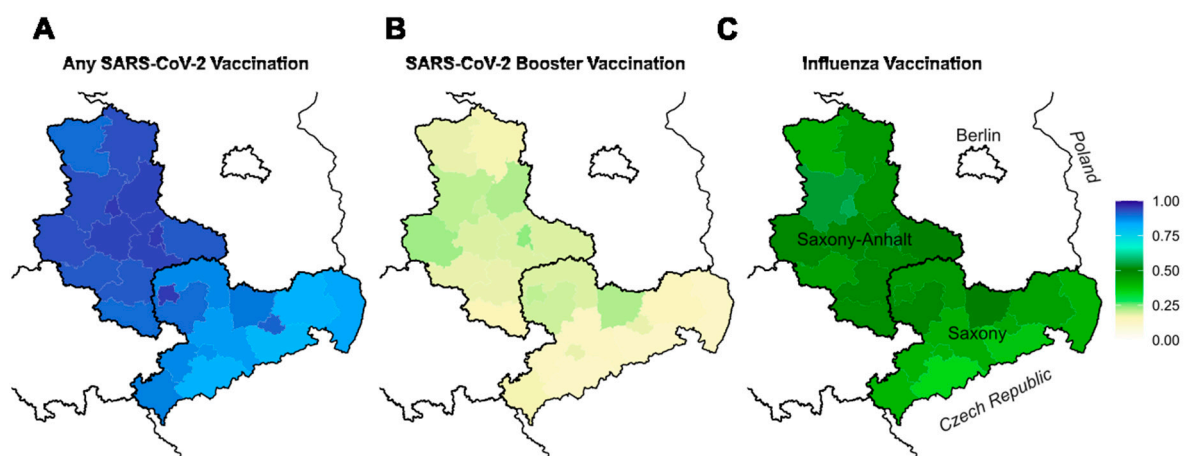 A
B
C
Any SARS-CoV-2 Vaccination
SARS-CoV-2 Booster Vaccination
Influenza Vaccination
Berlin
Poland
Saxony-Anhalt
Saxony
Czech Republic
1.00
0.75
0.50
0.25
0.00